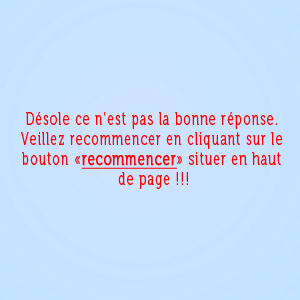 Désole ce n'est pas la bonne réponse.
Veillez recommencer en cliquant sur le
bouton «recommencer» situer en haut
de page !!!